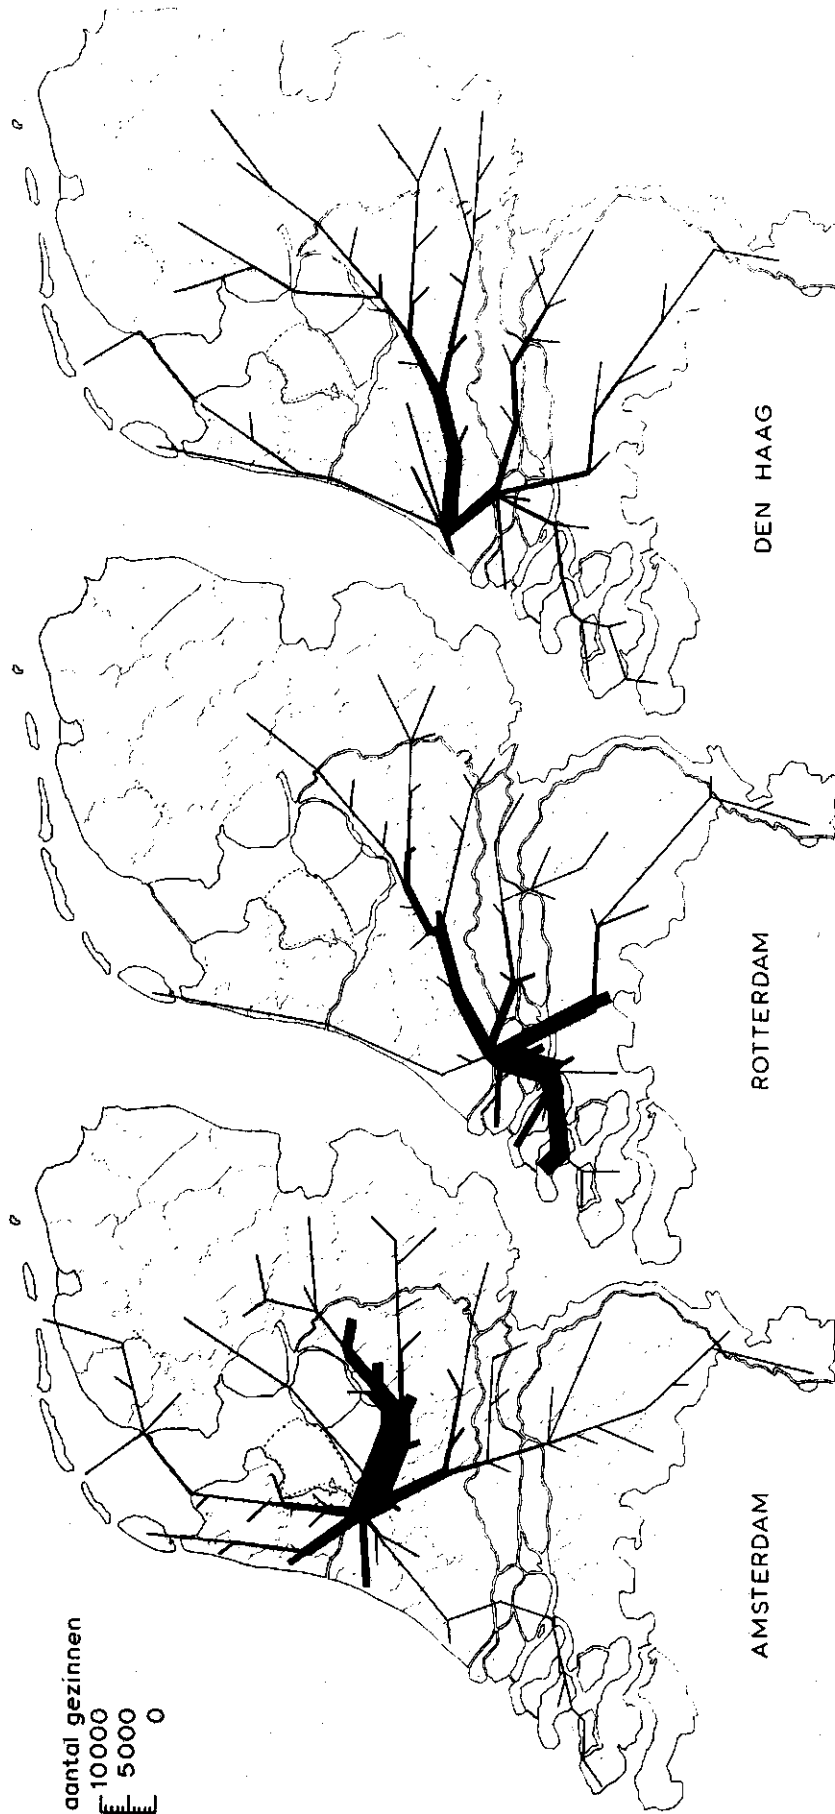 aantal gezinnen
10000
5000
0
AMSTERDAM
ROTTERDAM
DEN HAAG